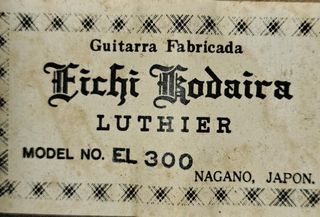 Guitarra Fabricada
Eichi Kodaira
LUTHIER
MODEL NO. EL 300
NAGANO, JAPON.